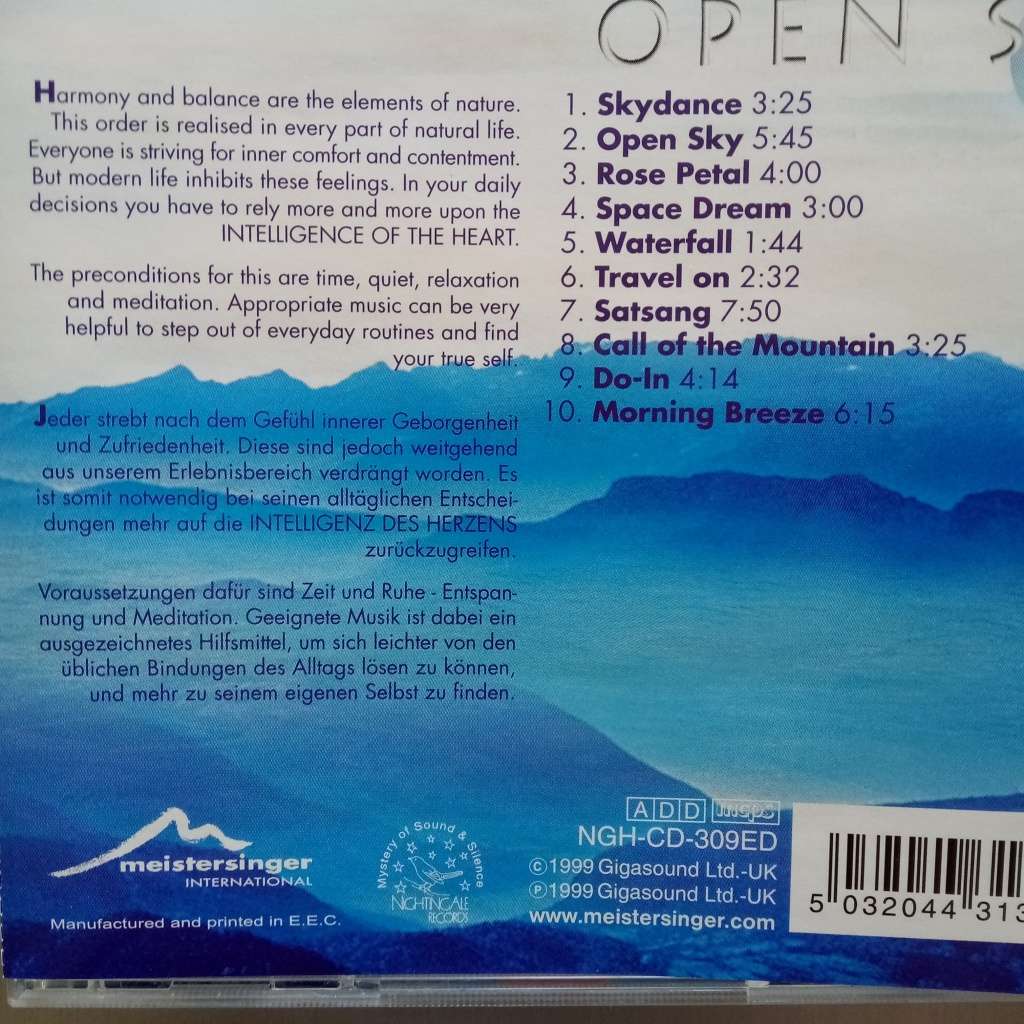 OPEN
Harmony and balance are the elements of nature.
This order is realised in every part of natural life.
Everyone is striving for inner comfort and contentment.
But modern life inhibits these feelings. In your daily
decisions you have to rely more and more upon the
INTELLIGENCE OF THE HEART.
The preconditions for this are time, quiet, relaxation
and meditation. Appropriate music can be very
helpful to step out of everyday routines and find
your true self.
Jeder strebt nach dem Gefühl innerer Geborgenheit
und Zufriedenheit. Diese sind jedoch weitgehend
aus unserem Erlebnisbereich verdrängt worden. Es
ist somit notwendig bei seinen alltäglichen Entschei-
dungen mehr auf die INTELLIGENZ DES HERZENS
zurückzugreifen.
Voraussetzungen dafür sind Zeit und Ruhe - Entspan-
nung und Meditation. Geeignete Musik ist dabei ein
ausgezeichnetes Hilfsmittel, um sich leichter von den
üblichen Bindungen des Alltags lösen zu können,
und mehr zu seinem eigenen Selbst zu finden.
1. Skydance 3:25
2. Open Sky 5:45
3. Rose Petal 4:00
4. Space Dream 3:00
5. Waterfall 1:44
6. Travel on 2:32
7. Satsang 7:50
8. Call of the Mountain 3:25
9. Do-In 4:14
10. Morning Breeze 6:15
meistersinger
INTERNATIONAL
Manufactured and printed in E.E.C.
Mystery of Sound & Silence
NIGHTINGALE
RECORDS
ADD mcps
NGH-CD-309ED
©1999 Gigasound Ltd.-UK
℗1999 Gigasound Ltd.-UK
www.meistersinger.com
5 032044 313